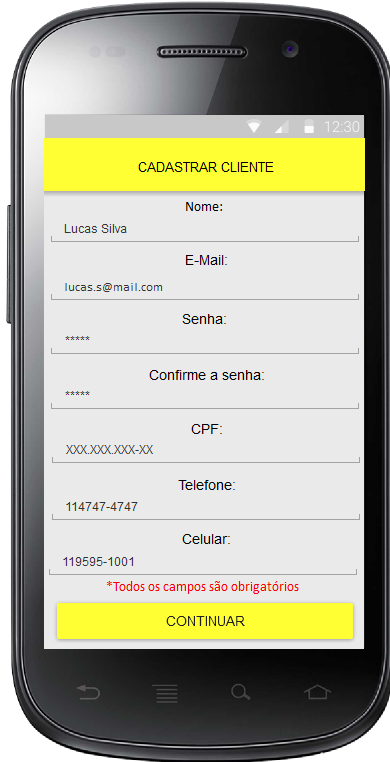 12:30
CADASTRAR CLIENTE
Nome:
Lucas Silva
E-Mail:
lucas.s@mail.com
Senha:
*****
Confirme a senha:
*****
CPF:
XXX.XXX.XXX-XX
Telefone:
114747-4747
Celular:
119595-1001
*Todos os campos são obrigatórios
CONTINUAR